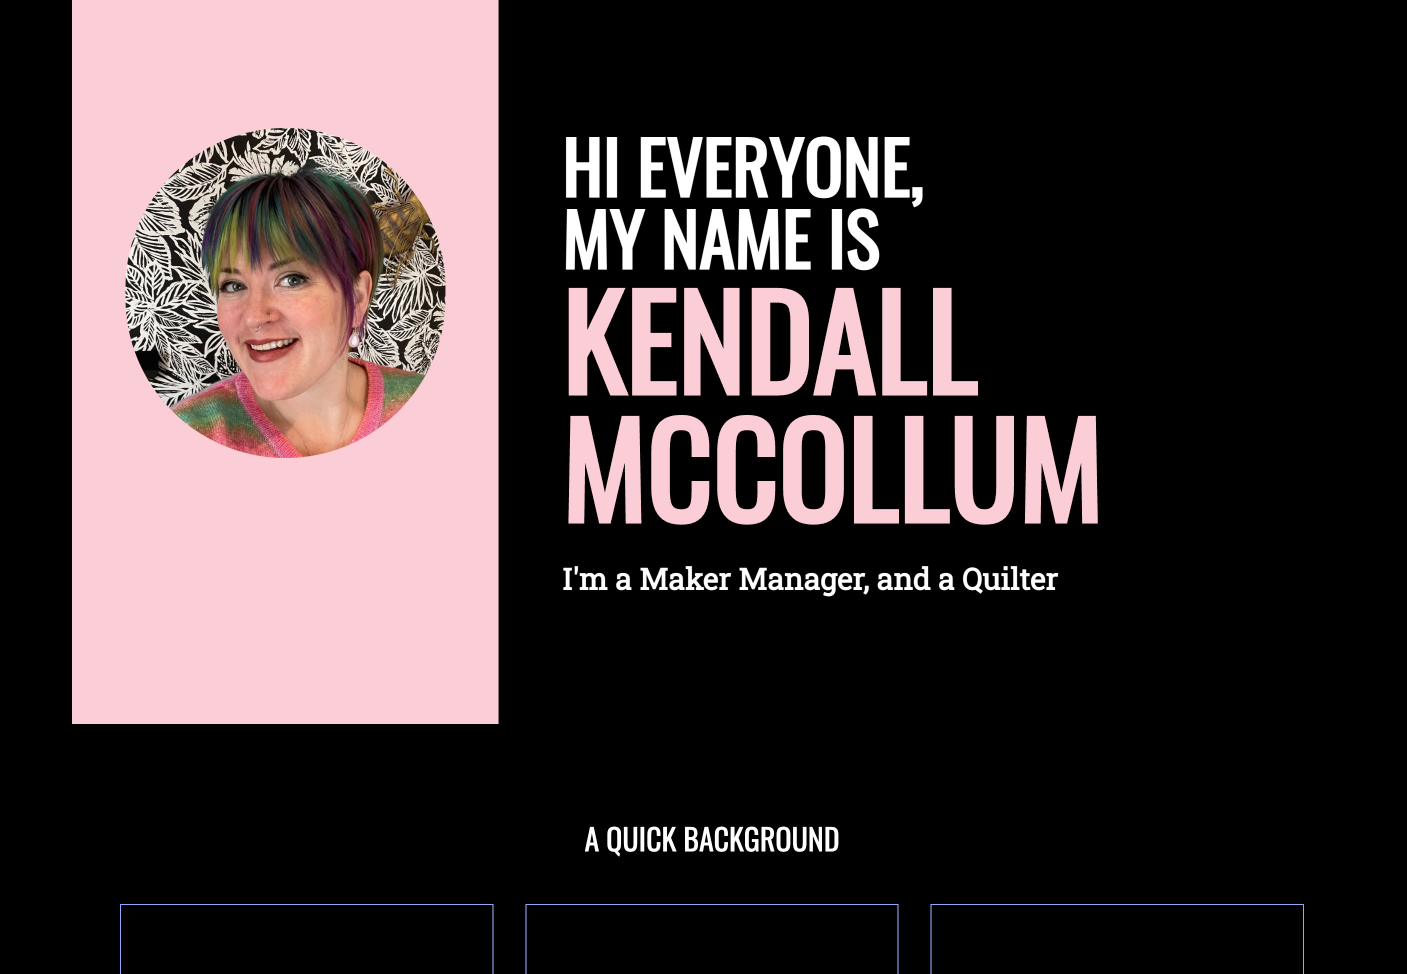 HI EVERYONE,
MY NAME IS
KENDALL
MCCOLLUM
I'm a Maker Manager, and a Quilter
A QUICK BACKGROUND